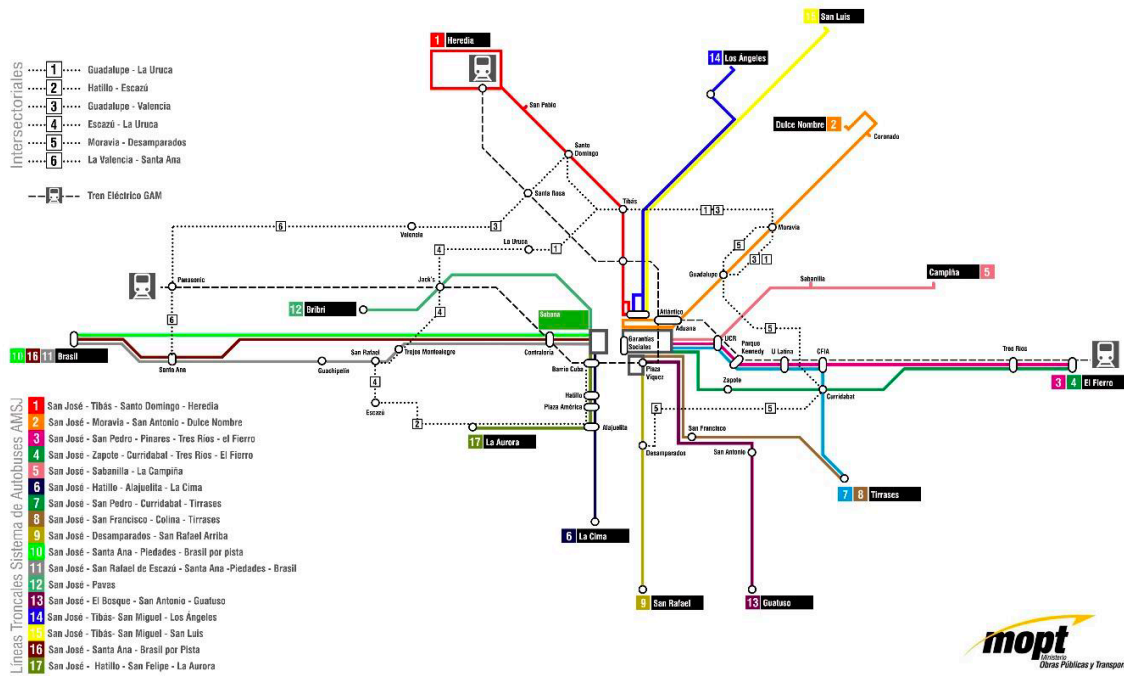 Intersectoriales
1 Guadalupe - La Uruca
2 Hatillo - Escazú
3 Guadalupe - Valencia
4 Escazú - La Uruca
5 Moravia - Desamparados
6 La Valencia - Santa Ana
Tren Eléctrico GAM
1 Heredia
15 San Luis
14 Los Ángeles
Dulce Nombre 2
Coronado
San Pablo
Santo
Domingo
Santa Rosa
Tibás
1 3
Moravia
6
Valencia
3
La Uruca
1
4
5
3 1
Guadalupe
Campiña 5
Sabanilla
Panasonic
Jack's
12 Bribri
4
6
Sabana
Atlántico
Aduana
5
10 16 11 Brasil
Santa Ana
Guachipelín
San Rafael
Trojos Montealegre
Contraloría
Garantías
Sociales
UCR
Parque
Kennedy
U Latina
CFIA
Tres Ríos
3 4 El Fierro
Barrio Cuba
Plaza
Víquez
Zapote
Curridabat
4
Escazú
Hatillo
Plaza América
2
Alajuelita
17 La Aurora
5
5
Desamparados
San Francisco
San Antonio
7 8 Tirrases
6 La Cima
9 San Rafael
13 Guatuso
Líneas Troncales Sistema de Autobuses AMSJ
1 San José - Tibás - Santo Domingo - Heredia
2 San José - Moravia - San Antonio - Dulce Nombre
3 San José - San Pedro - Pinares - Tres Ríos - el Fierro
4 San José - Zapote - Curridabat - Tres Ríos - El Fierro
5 San José - Sabanilla - La Campiña
6 San José - Hatillo - Alajuelita - La Cima
7 San José - San Pedro - Curridabat - Tirrases
8 San José - San Francisco - Colina - Tirrases
9 San José - Desamparados - San Rafael Arriba
10 San José - Santa Ana - Piedades - Brasil por pista
11 San José - San Rafael de Escazú - Santa Ana -Piedades - Brasil
12 San José - Pavas
13 San José - El Bosque - San Antonio - Guatuso
14 San José - Tibás- San Miguel - Los Ángeles
15 San José - Tibás- San Miguel - San Luis
16 San José - Santa Ana - Brasil por Pista
17 San José - Hatillo - San Felipe - La Aurora
mopt
Ministerio
Obras Públicas y Transpor